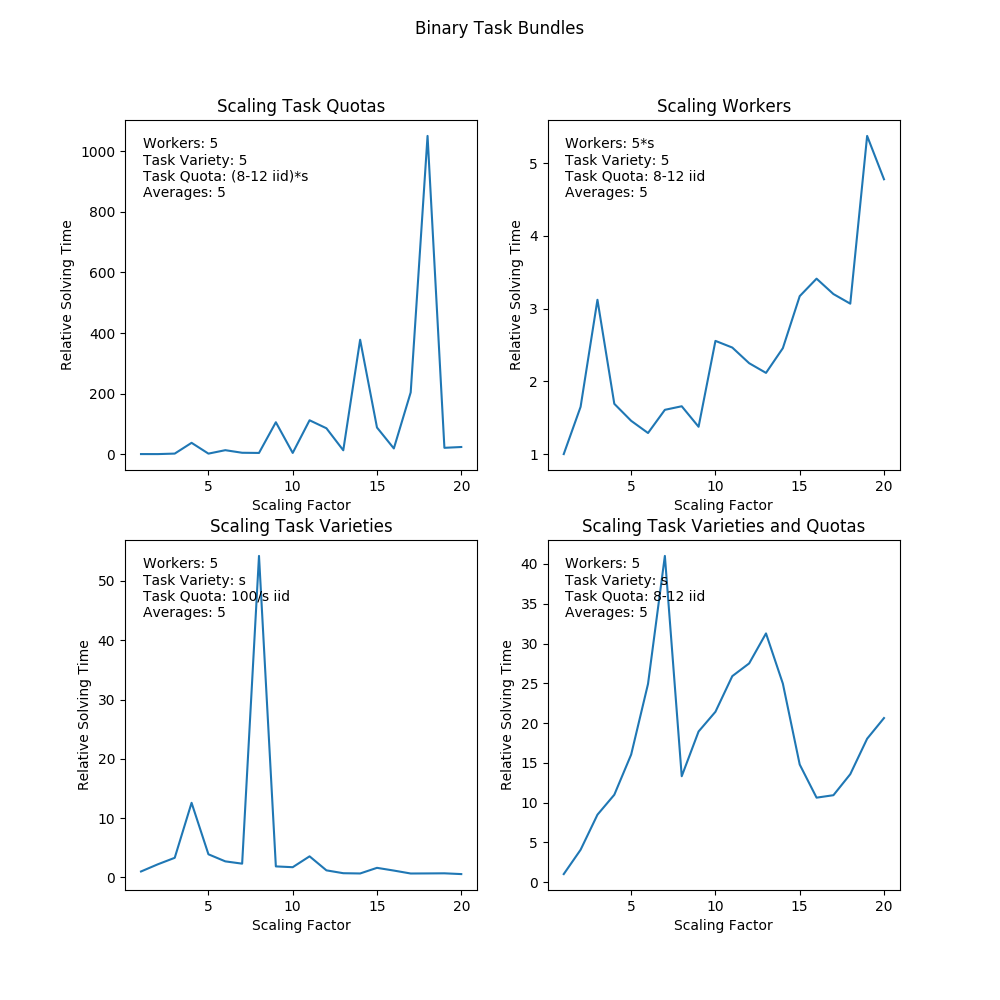 Binary Task Bundles
Scaling Task Quotas
Workers: 5
Task Variety: 5
Task Quota: (8-12 iid)*s
Averages: 5
Relative Solving Time
1000
800
600
400
200
0
5 10 15 20
Scaling Factor
Scaling Workers
Workers: 5*s
Task Variety: 5
Task Quota: 8-12 iid
Averages: 5
Relative Solving Time
5
4
3
2
1
5 10 15 20
Scaling Factor
Scaling Task Varieties
Workers: 5
Task Variety: s
Task Quota: 100/s iid
Averages: 5
Relative Solving Time
50
40
30
20
10
0
5 10 15 20
Scaling Factor
Scaling Task Varieties and Quotas
Workers: 5
Task Variety: s
Task Quota: 8-12 iid
Averages: 5
Relative Solving Time
40
35
30
25
20
15
10
5
0
5 10 15 20
Scaling Factor